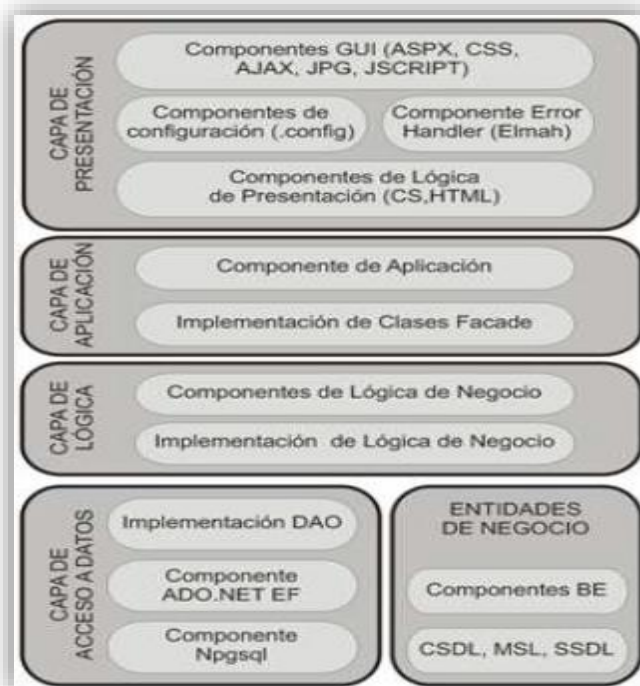 CAPA DE
PRESENTACIÓN
Componentes GUI (ASPX, CSS,
AJAX, JPG, JSCRIPT)
Componentes de
configuración (.config)
Componente Error
Handler (Elmah)
Componentes de Lógica
de Presentación (CS,HTML)
CAPA DE
APLICACIÓN
Componente de Aplicación
Implementación de Clases Facade
CAPA DE
LÓGICA
Componentes de Lógica de Negocio
Implementación de Lógica de Negocio
CAPA DE
ACCESO A DATOS
Implementación DAO
Componente
ADO.NET EF
Componente
Npgsql
ENTIDADES
DE NEGOCIO
Componentes BE
CSDL, MSL, SSDL